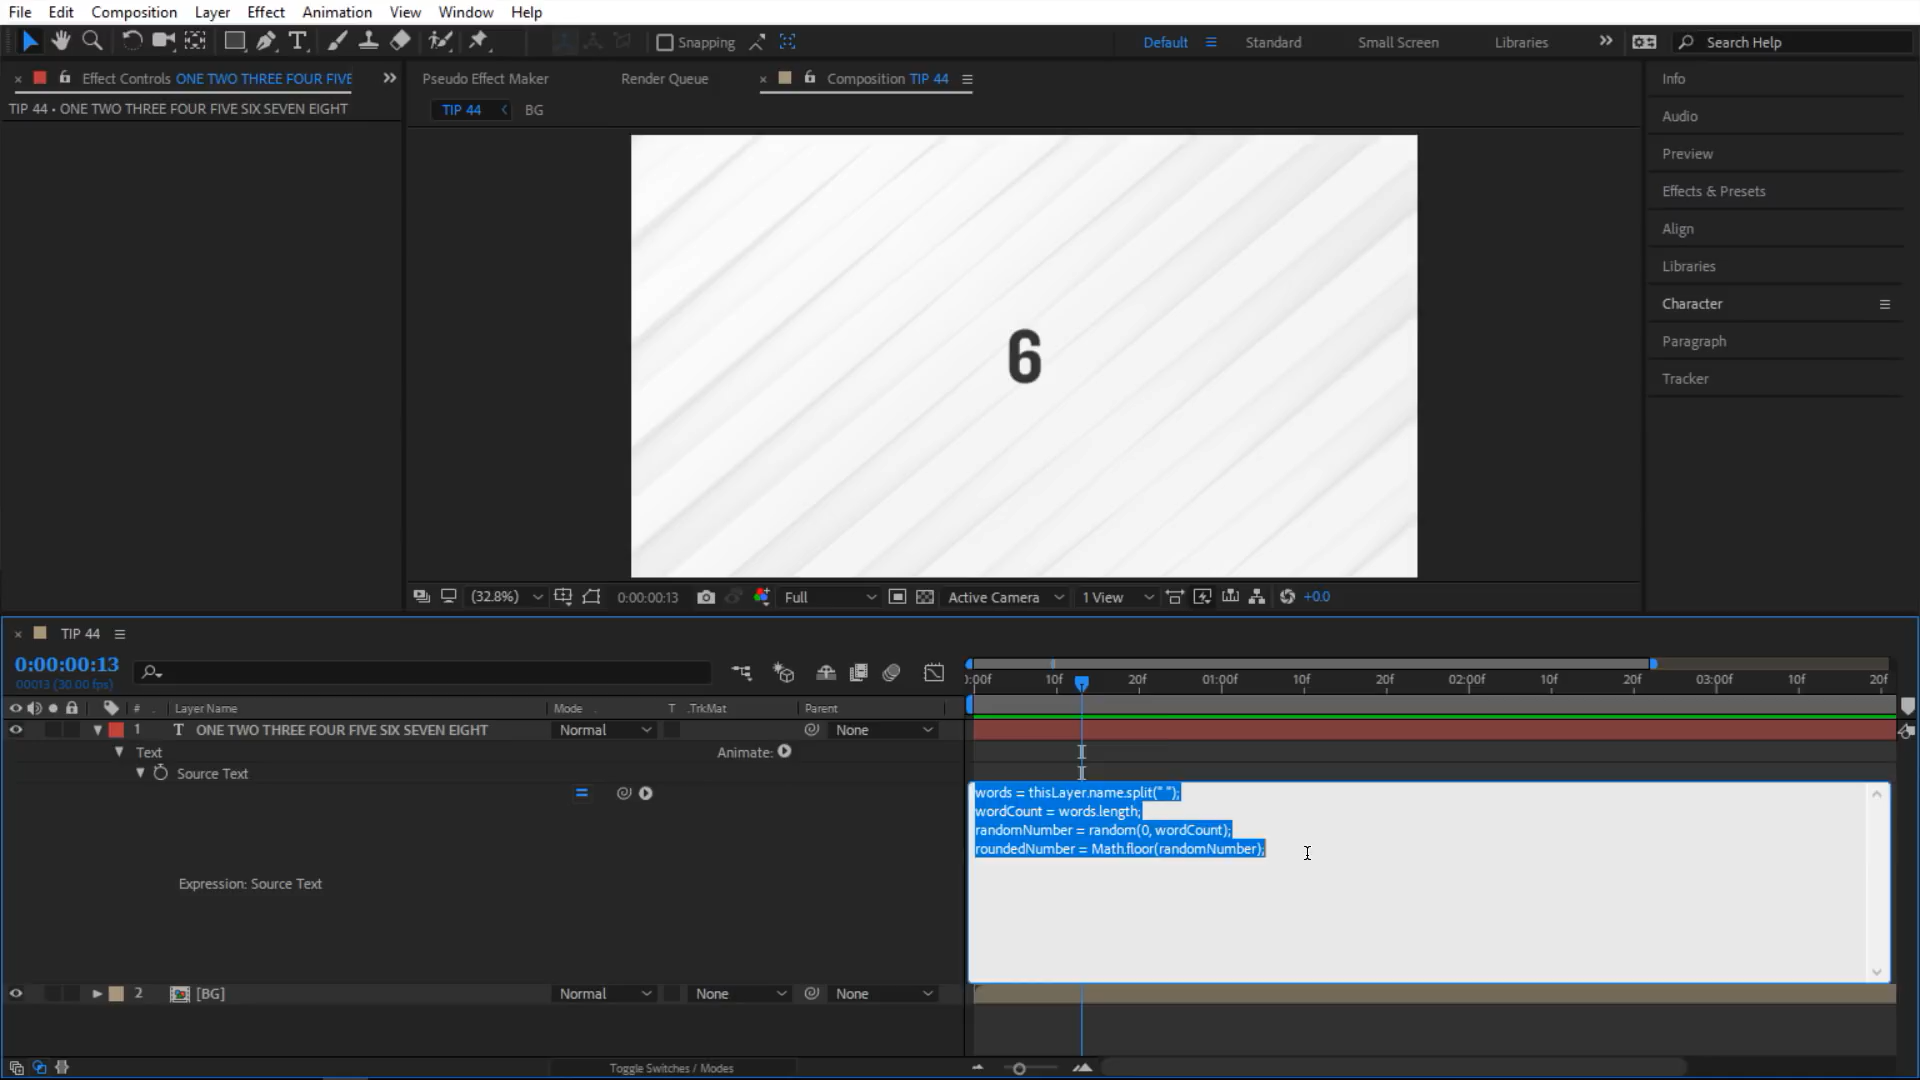 File Edit Composition Layer Effect Animation View Window Help
Snapping Default Standard Small Screen Libraries Search Help
Effect Controls ONE TWO THREE FOUR FIVE
Pseudo Effect Maker Render Queue Composition TIP 44
TIP 44 • ONE TWO THREE FOUR FIVE SIX SEVEN EIGHT
TIP 44 BG
6
Info
Audio
Preview
Effects & Presets
Align
Libraries
Character
Paragraph
Tracker
(32.8%) 0:00:00:13 Full Active Camera 1 View +0.0
TIP 44
0:00:00:13
00013 (30.00 fps)
:00f 10f 20f 01:00f 10f 20f 02:00f 10f 20f 03:00f 10f 20f
# Layer Name Mode T .TrkMat Parent
1 T ONE TWO THREE FOUR FIVE SIX SEVEN EIGHT Normal None
Text Animate:
Source Text
words = thisLayer.name.split(" ");
wordCount = words.length;
randomNumber = random(0, wordCount);
roundedNumber = Math.floor(randomNumber);
Expression: Source Text
2 [BG] Normal None None
Toggle Switches / Modes